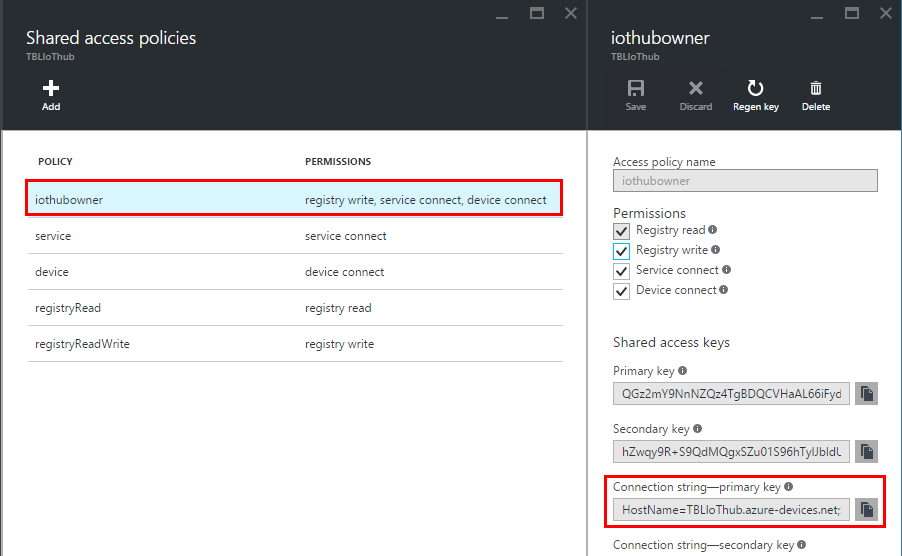 Shared access policies
TBLIoThub
Add
POLICY PERMISSIONS
iothubowner registry write, service connect, device connect
service service connect
device device connect
registryRead registry read
registryReadWrite registry write
iothubowner
TBLIoThub
Save Discard Regen key Delete
Access policy name
iothubowner
Permissions
Registry read
Registry write
Service connect
Device connect
Shared access keys
Primary key
QGz2mY9NnNZQz4TgBDQCVHaAL66iFyd
Secondary key
Connection string—primary key
HostName=TBLIoThub.azure-devices.net;
Connection string—secondary key